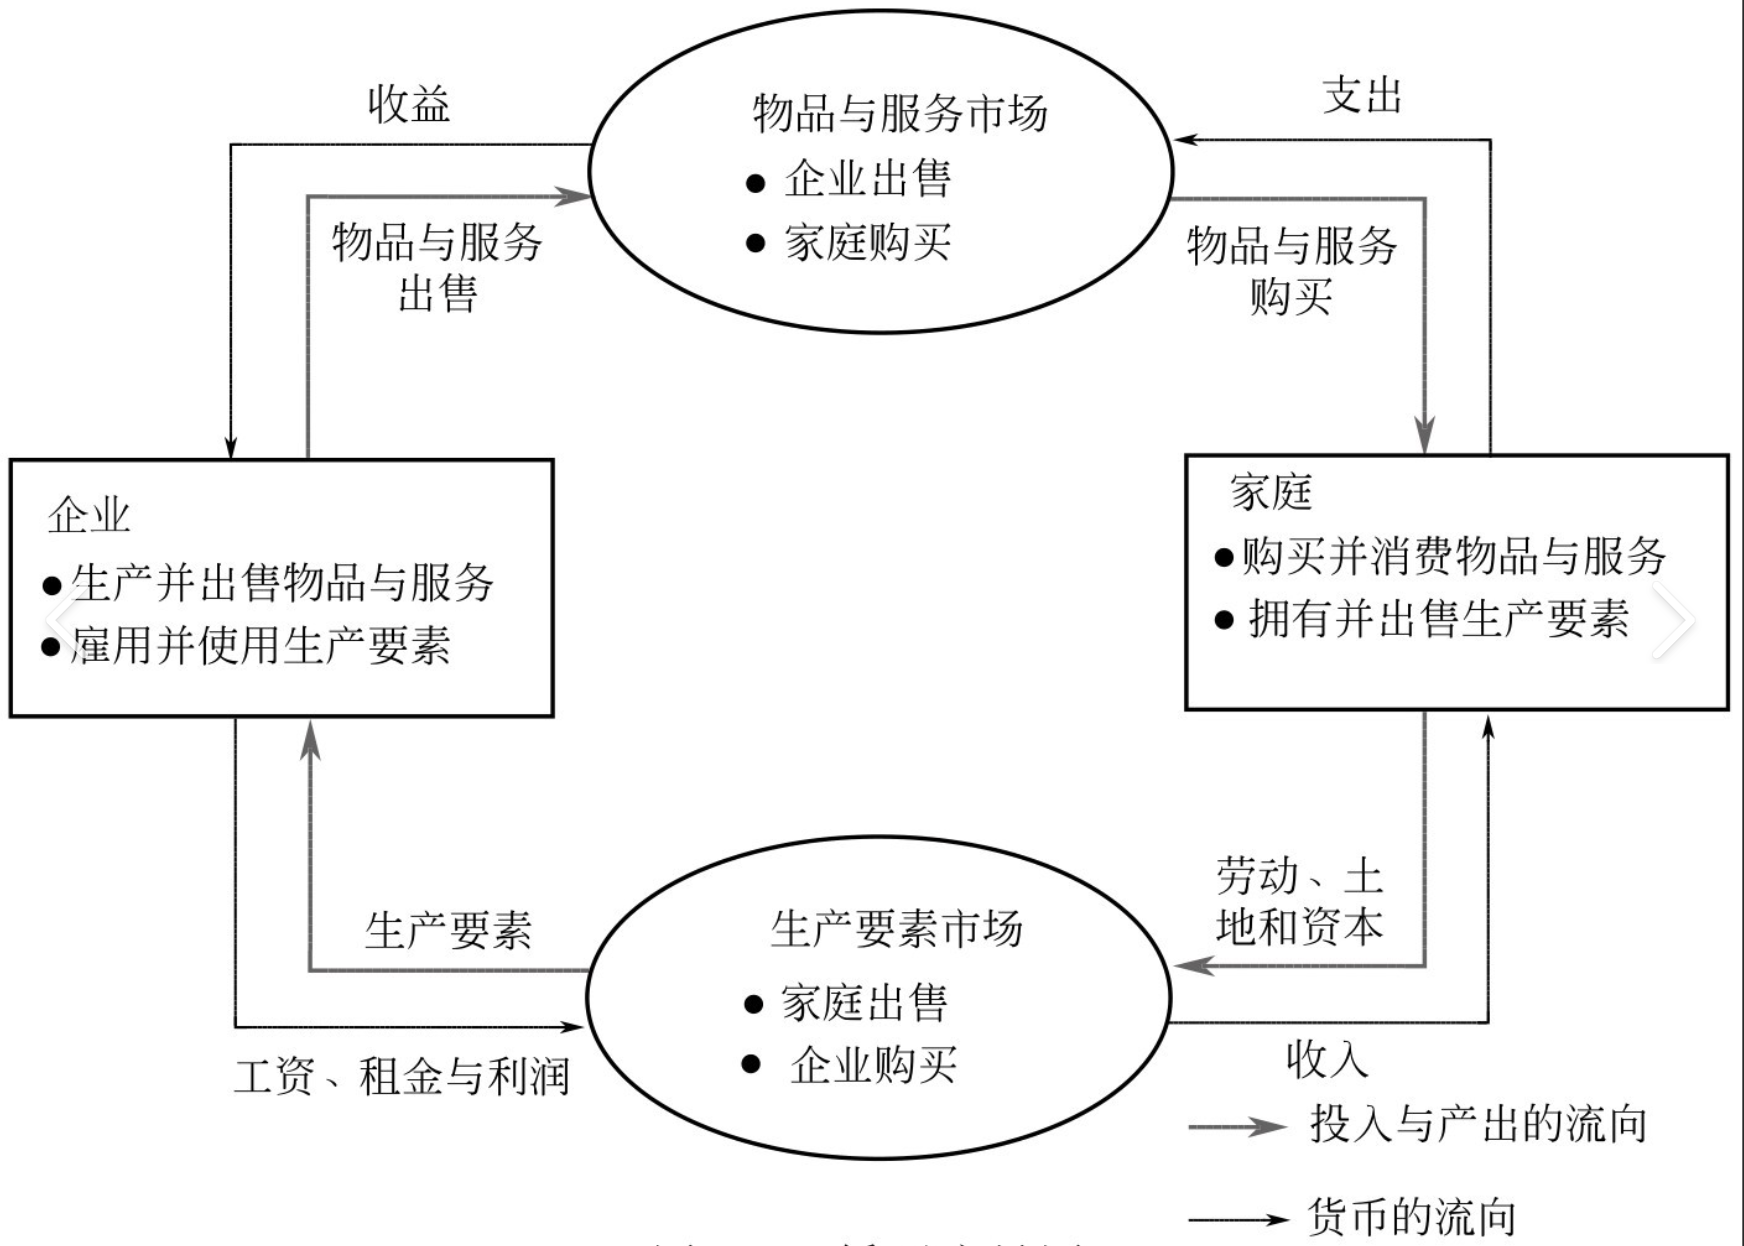 收益
物品与服务市场
● 企业出售
● 家庭购买
支出
物品与服务
出售
物品与服务
购买
企业
●生产并出售物品与服务
●雇用并使用生产要素
家庭
●购买并消费物品与服务
● 拥有并出售生产要素
生产要素
生产要素市场
● 家庭出售
● 企业购买
劳动、土
地和资本
工资、租金与利润
收入
投入与产出的流向
货币的流向